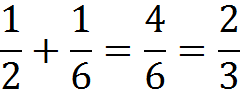 1/2 + 1/6 = 4/6 = 2/3